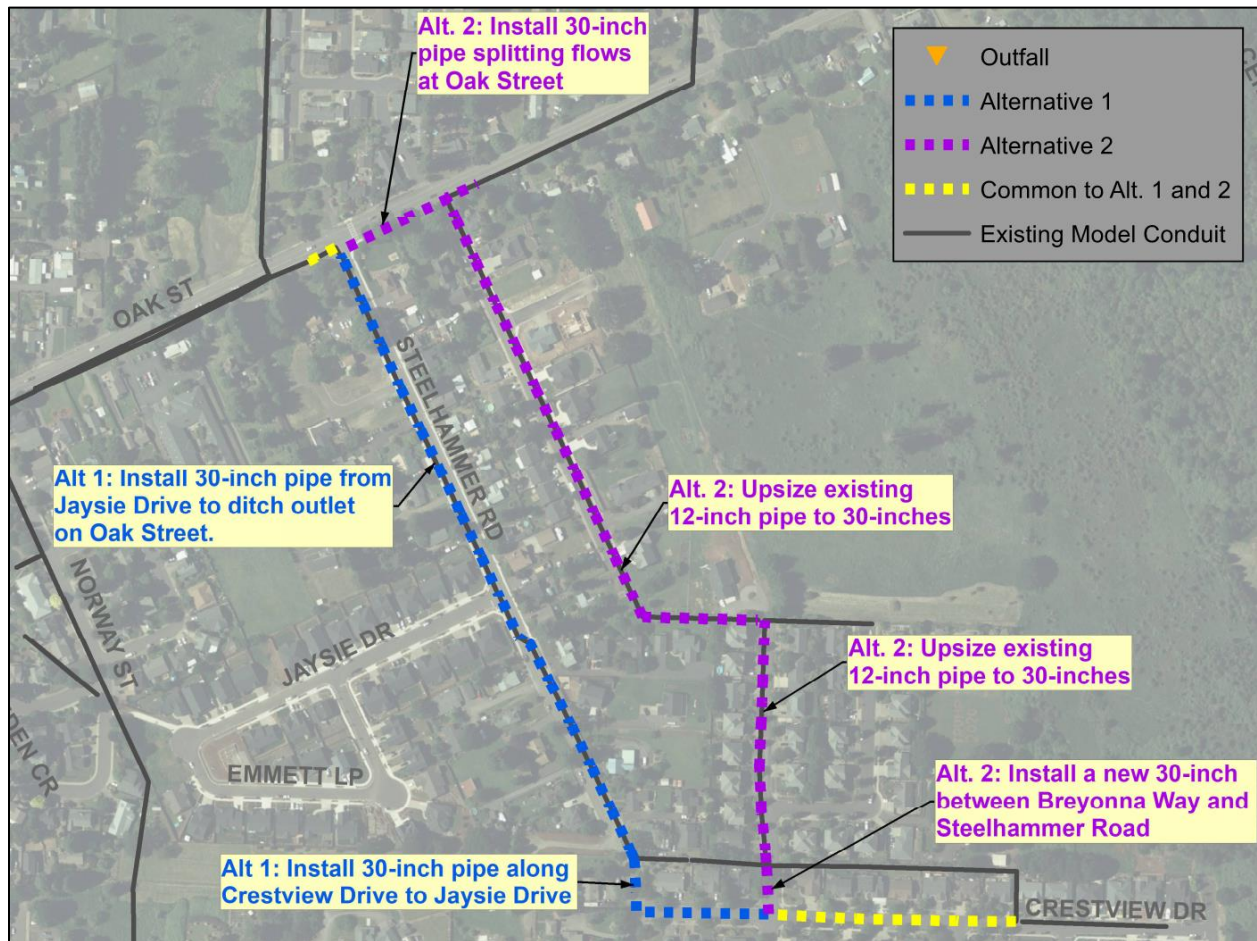 Alt. 2: Install 30-inch
pipe splitting flows
at Oak Street
Outfall
Alternative 1
Alternative 2
Common to Alt. 1 and 2
Existing Model Conduit
OAK ST
STEELHAMMER RD
Alt 1: Install 30-inch pipe from
Jaysie Drive to ditch outlet
on Oak Street.
Alt. 2: Upsize existing
12-inch pipe to 30-inches
NORWAY ST
JAYSIE DR
Alt. 2: Upsize existing
12-inch pipe to 30-inches
EMMETT LP
Alt. 2: Install a new 30-inch
between Breyonna Way and
Steelhammer Road
Alt 1: Install 30-inch pipe along
Crestview Drive to Jaysie Drive
CRESTVIEW DR